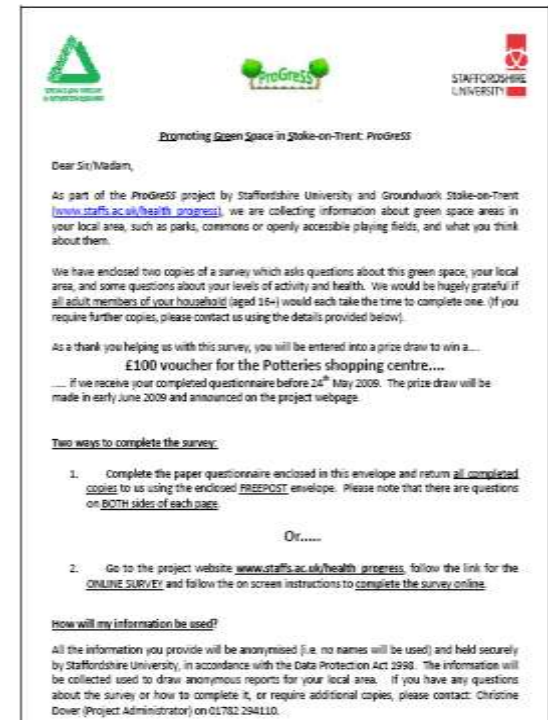 ProGreSS
STAFFORDSHIRE
UNIVERSITY
Promoting Green Space in Stoke-on-Trent: ProGreSS
Dear Sir/Madam,
As part of the ProGreSS project by Staffordshire University and Groundwork Stoke-on-Trent
(www.staffs.ac.uk/health_progress), we are collecting information about green space areas in
your local area, such as parks, commons or openly accessible playing fields, and what you think
about them.
We have enclosed two copies of a survey which asks questions about this green space, your local
area, and some questions about your levels of activity and health. We would be hugely grateful if
all adult members of your household (aged 16+) would each take the time to complete one. (If you
require further copies, please contact us using the details provided below).
As a thank you helping us with this survey, you will be entered into a prize draw to win a....
£100 voucher for the Potteries shopping centre....
..... if we receive your completed questionnaire before 24th May 2009. The prize draw will be
made in early June 2009 and announced on the project webpage.
Two ways to complete the survey:
1. Complete the paper questionnaire enclosed in this envelope and return all completed
copies to us using the enclosed FREEPOST envelope. Please note that there are questions
on BOTH sides of each page.
Or.....
2. Go to the project website www.staffs.ac.uk/health_progress, follow the link for the
ONLINE SURVEY and follow the on screen instructions to complete the survey online.
How will my information be used?
All the information you provide will be anonymised (i.e. no names will be used) and held securely
by Staffordshire University, in accordance with the Data Protection Act 1998. The information will
be collected used to draw anonymous reports for your local area. If you have any questions
about the survey or how to complete it, or require additional copies, please contact: Christine
Dover (Project Administrator) on 01782 294110.